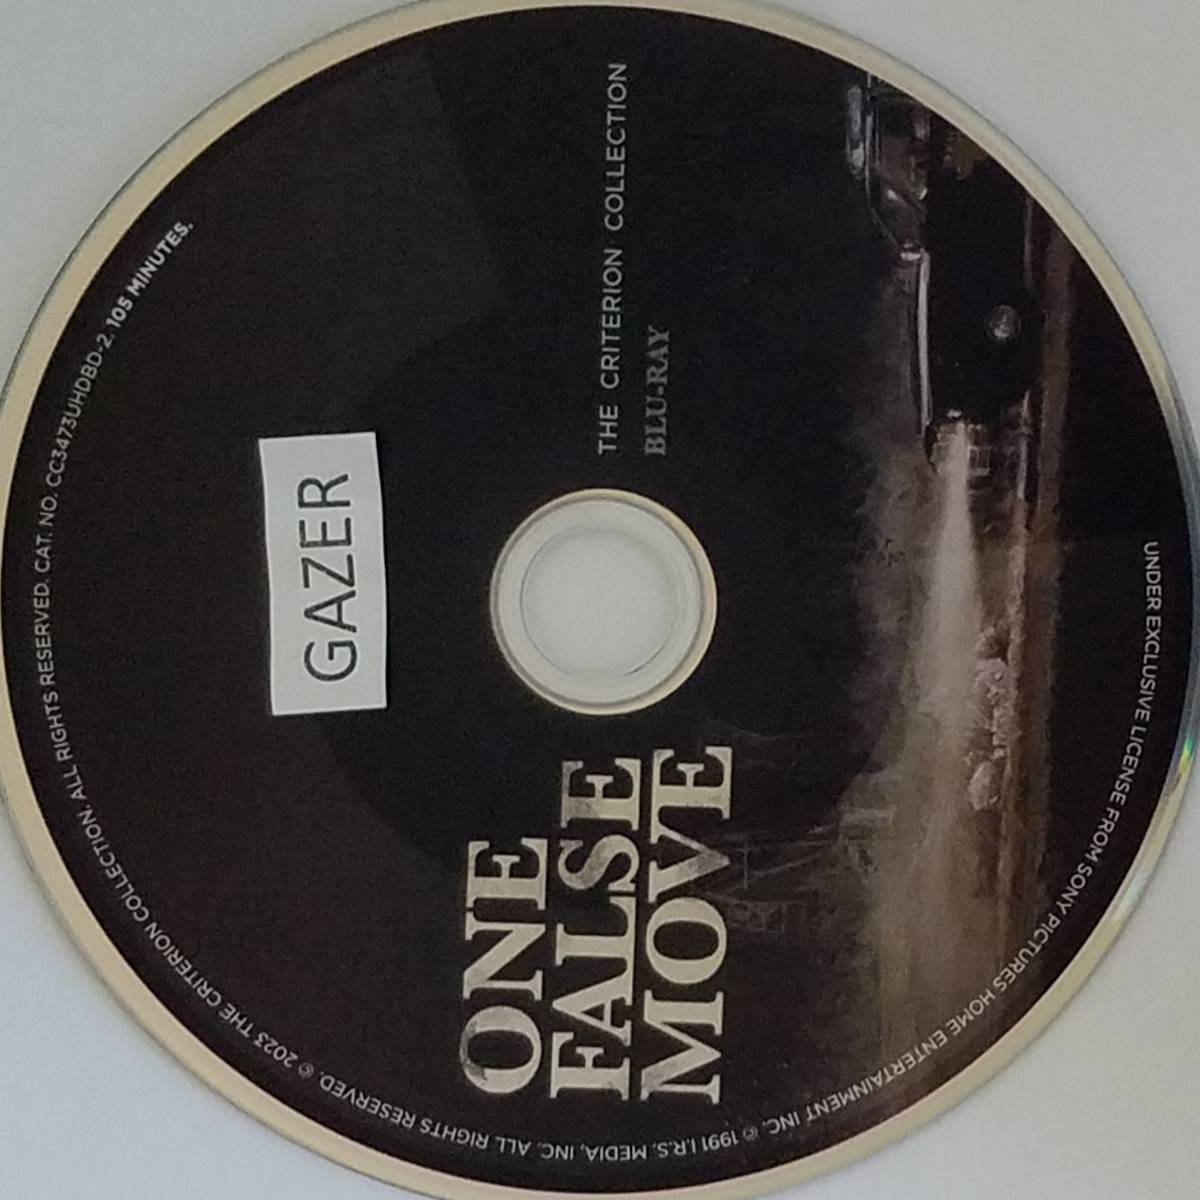 GAZER
ONE
FALSE
MOVE
THE CRITERION COLLECTION
BLU-RAY
UNDER EXCLUSIVE LICENSE FROM SONY PICTURES HOME ENTERTAINMENT INC. © 1991 I.R.S. MEDIA, INC. ALL RIGHTS RESERVED. © 2023 THE CRITERION COLLECTION. ALL RIGHTS RESERVED. CAT. NO. CC3473UHDBD-2. 105 MINUTES.